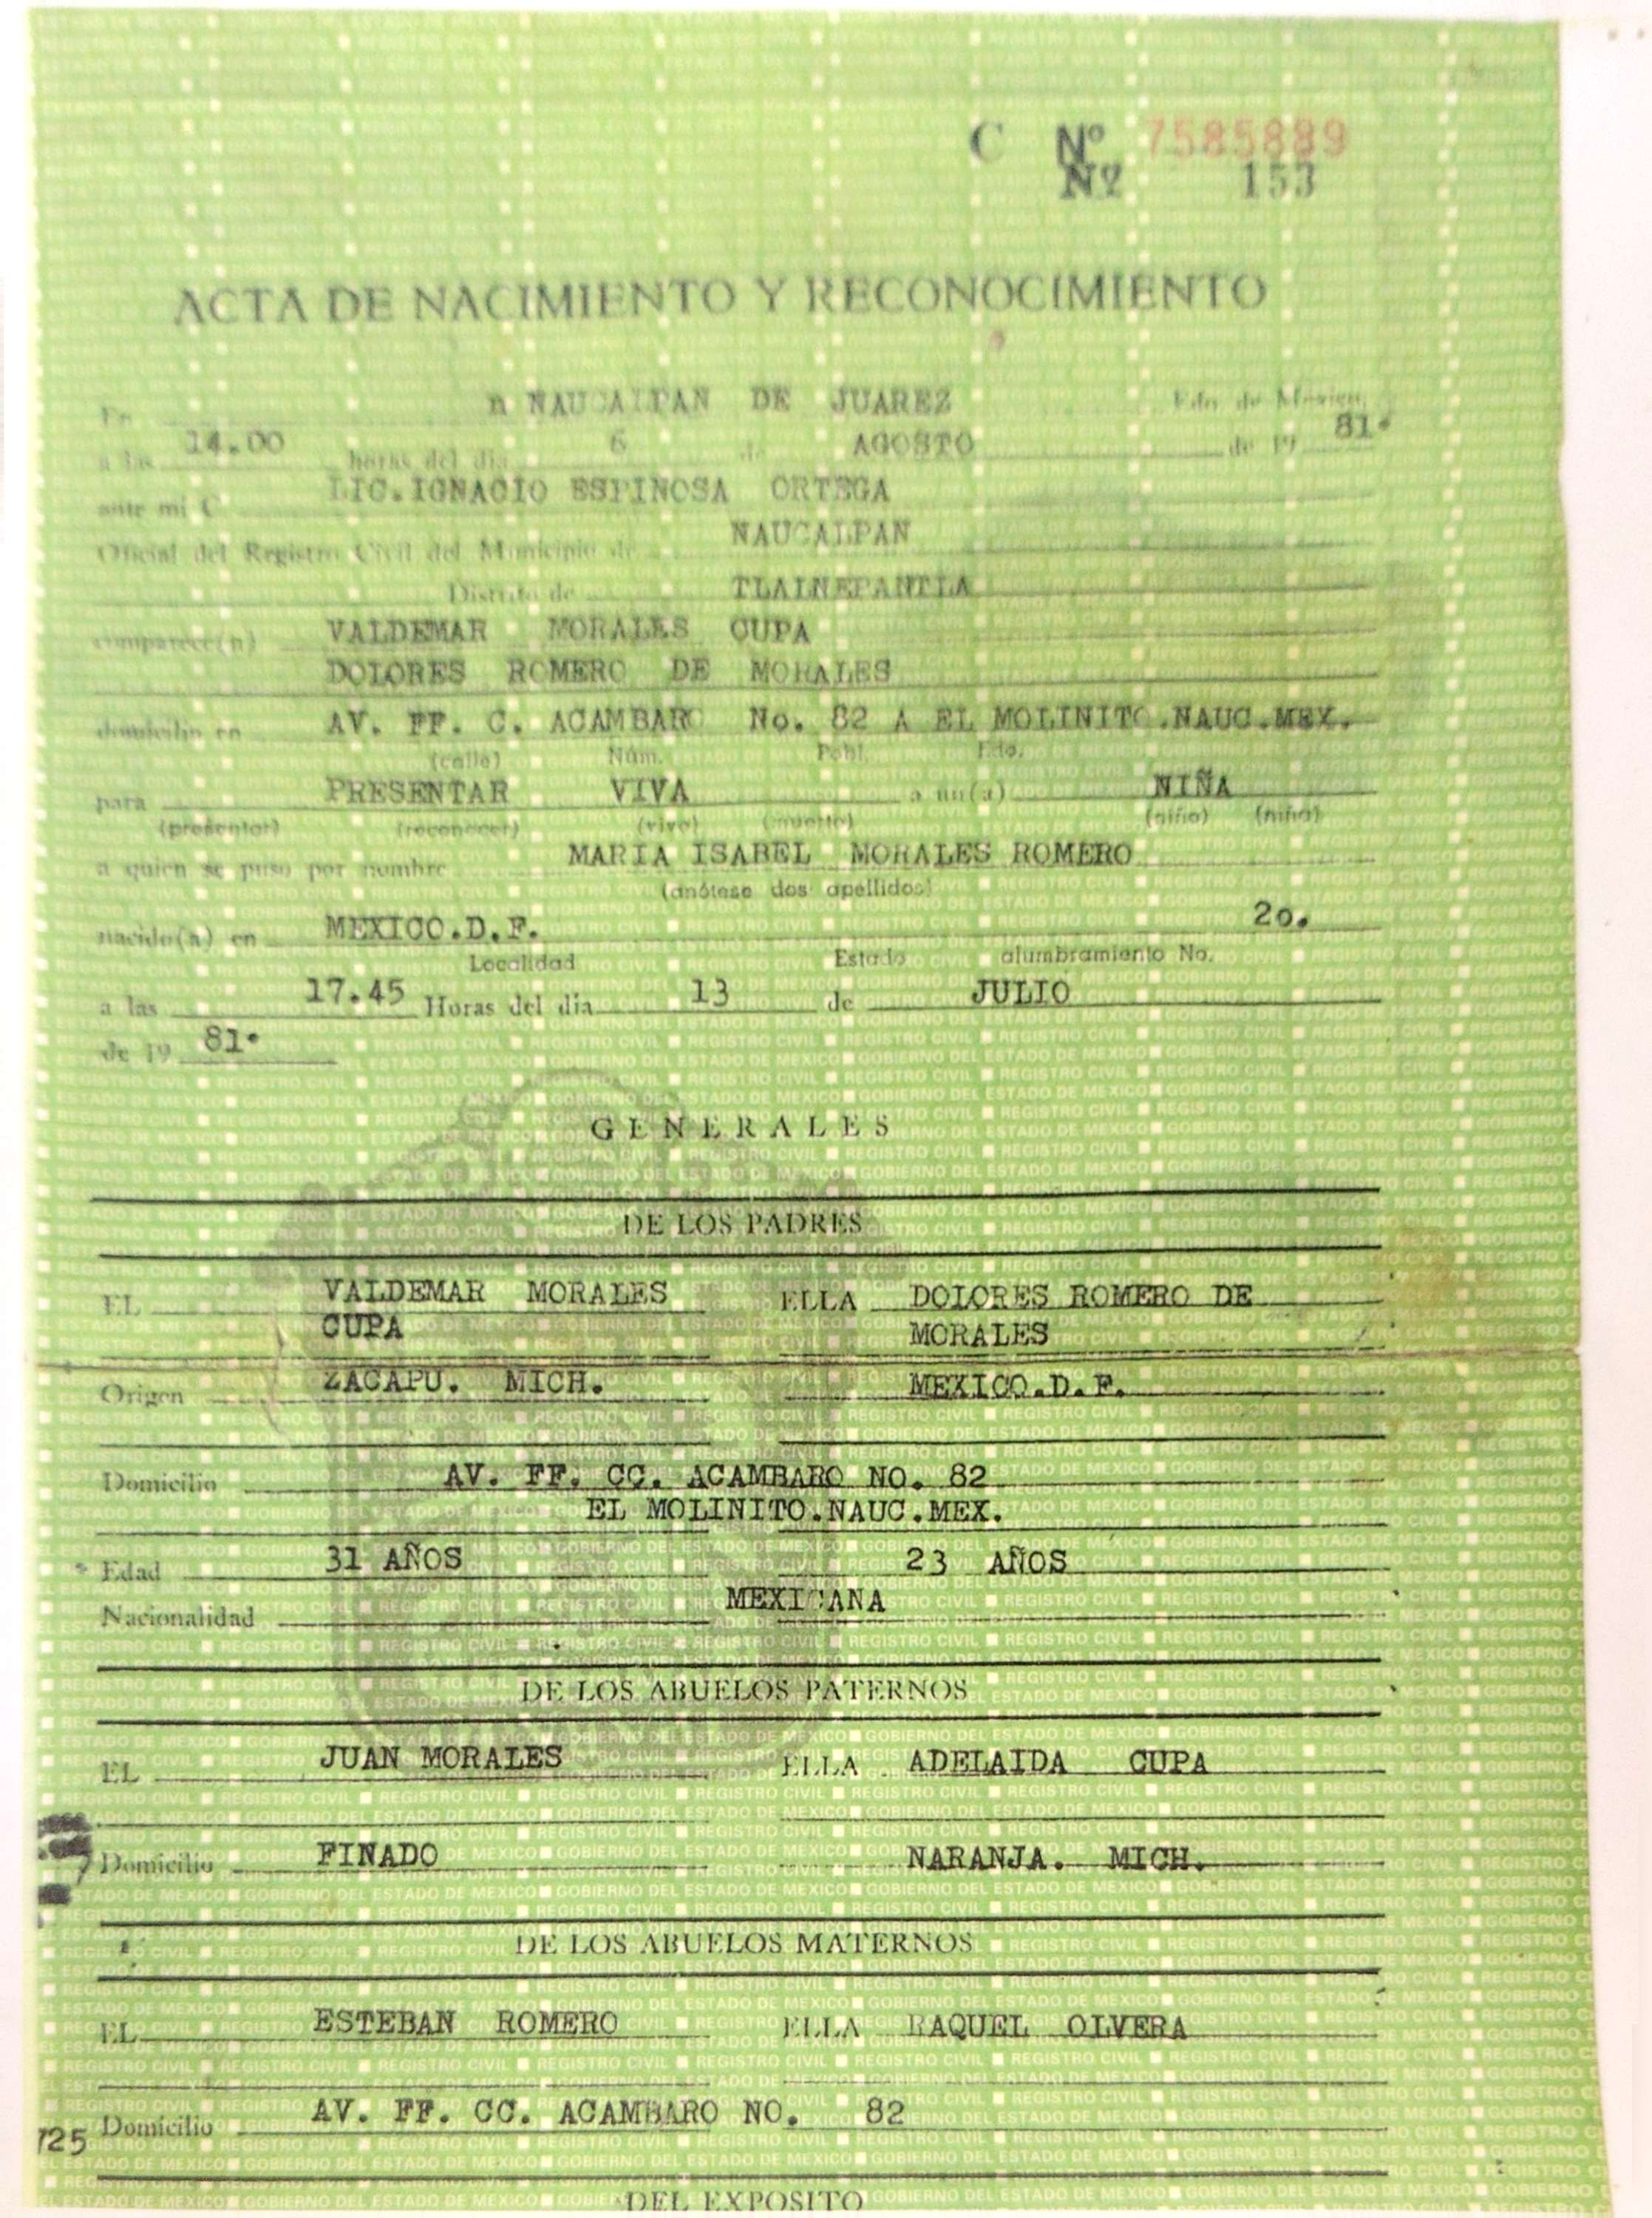 C Nº 7585889
Nº 153
ACTA DE NACIMIENTO Y RECONOCIMIENTO
En n NAUCALPAN DE JUAREZ Edo. de Mexico,
a las 14.00 horas del día 6 de AGOSTO de 19 81.
ante mi C LIC.IGNACIO ESPINOSA ORTEGA
Oficial del Registro Civil del Municipio de NAUCALPAN
Distrito de TLALNEPANTLA
comparece(n) VALDEMAR MORALES CUPA
DOLORES ROMERO DE MORALES
domicilio en AV. FF. C. ACAMBARO No. 82 A EL MOLINITO.NAUC.MEX.
(calle) Núm. Pobl. Edo.
para PRESENTAR VIVA a un(a) NIÑA
(presentar) (reconocer) (vivo) (muerto) (niño) (niña)
a quien se puso por nombre MARIA ISABEL MORALES ROMERO
(anótese dos apellidos)
nacido(a) en MEXICO.D.F. 2o.
Localidad Estado alumbramiento No.
a las 17.45 Horas del día 13 de JULIO
de 19 81.
GENERALES
DE LOS PADRES
EL VALDEMAR MORALES ELLA DOLORES ROMERO DE
CUPA MORALES
Origen ZACAPU. MICH. MEXICO.D.F.
Domicilio AV. FF. CC. ACAMBARO NO. 82
EL MOLINITO.NAUC.MEX.
Edad 31 AÑOS 23 AÑOS
Nacionalidad MEXICANA
DE LOS ABUELOS PATERNOS
EL JUAN MORALES ELLA ADELAIDA CUPA
Domicilio FINADO NARANJA. MICH.
DE LOS ABUELOS MATERNOS
EL ESTEBAN ROMERO ELLA RAQUEL OLVERA
Domicilio AV. FF. CC. ACAMBARO NO. 82
725
DEL EXPOSITO